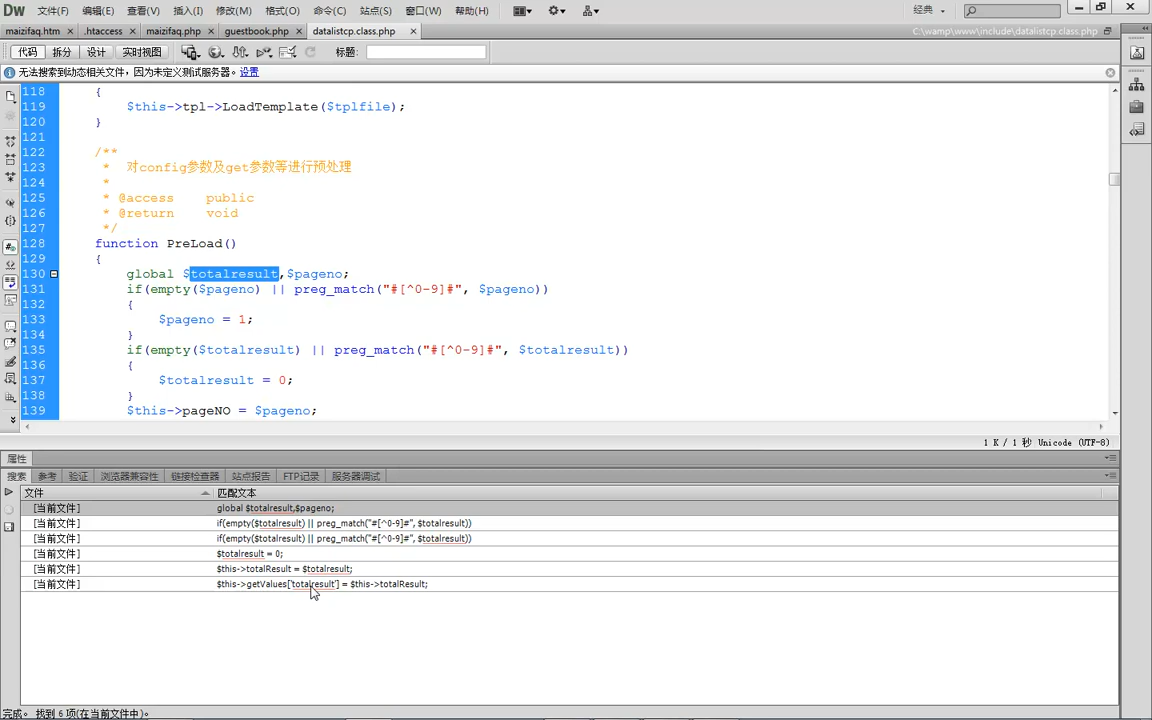 Dw 文件(F) 编辑(E) 查看(V) 插入(I) 修改(M) 格式(O) 命令(C) 站点(S) 窗口(W) 帮助(H) 经典
maizifaq.htm × .htaccess × maizifaq.php × guestbook.php × datalistcp.class.php × C:\wamp\www\include\datalistcp.class.php
代码 拆分 设计 实时视图 标题:
无法搜索到动态相关文件，因为未定义测试服务器。 设置
118 {
119 $this->tpl->LoadTemplate($tplfile);
120 }
121
122 /**
123 * 对config参数及get参数等进行预处理
124 *
125 * @access public
126 * @return void
127 */
128 function PreLoad()
129 {
130 global $totalresult,$pageno;
131 if(empty($pageno) || preg_match("#[^0-9]#", $pageno))
132 {
133 $pageno = 1;
134 }
135 if(empty($totalresult) || preg_match("#[^0-9]#", $totalresult))
136 {
137 $totalresult = 0;
138 }
139 $this->pageNO = $pageno;
1 K / 1 秒 Unicode (UTF-8)
属性
搜索 参考 验证 浏览器兼容性 链接检查器 站点报告 FTP记录 服务器调试
文件 匹配文本
[当前文件] global $totalresult,$pageno;
[当前文件] if(empty($totalresult) || preg_match("#[^0-9]#", $totalresult))
[当前文件] if(empty($totalresult) || preg_match("#[^0-9]#", $totalresult))
[当前文件] $totalresult = 0;
[当前文件] $this->totalResult = $totalresult;
[当前文件] $this->getValues['totalresult'] = $this->totalResult;
完成。 找到 6 项(在当前文件中)。